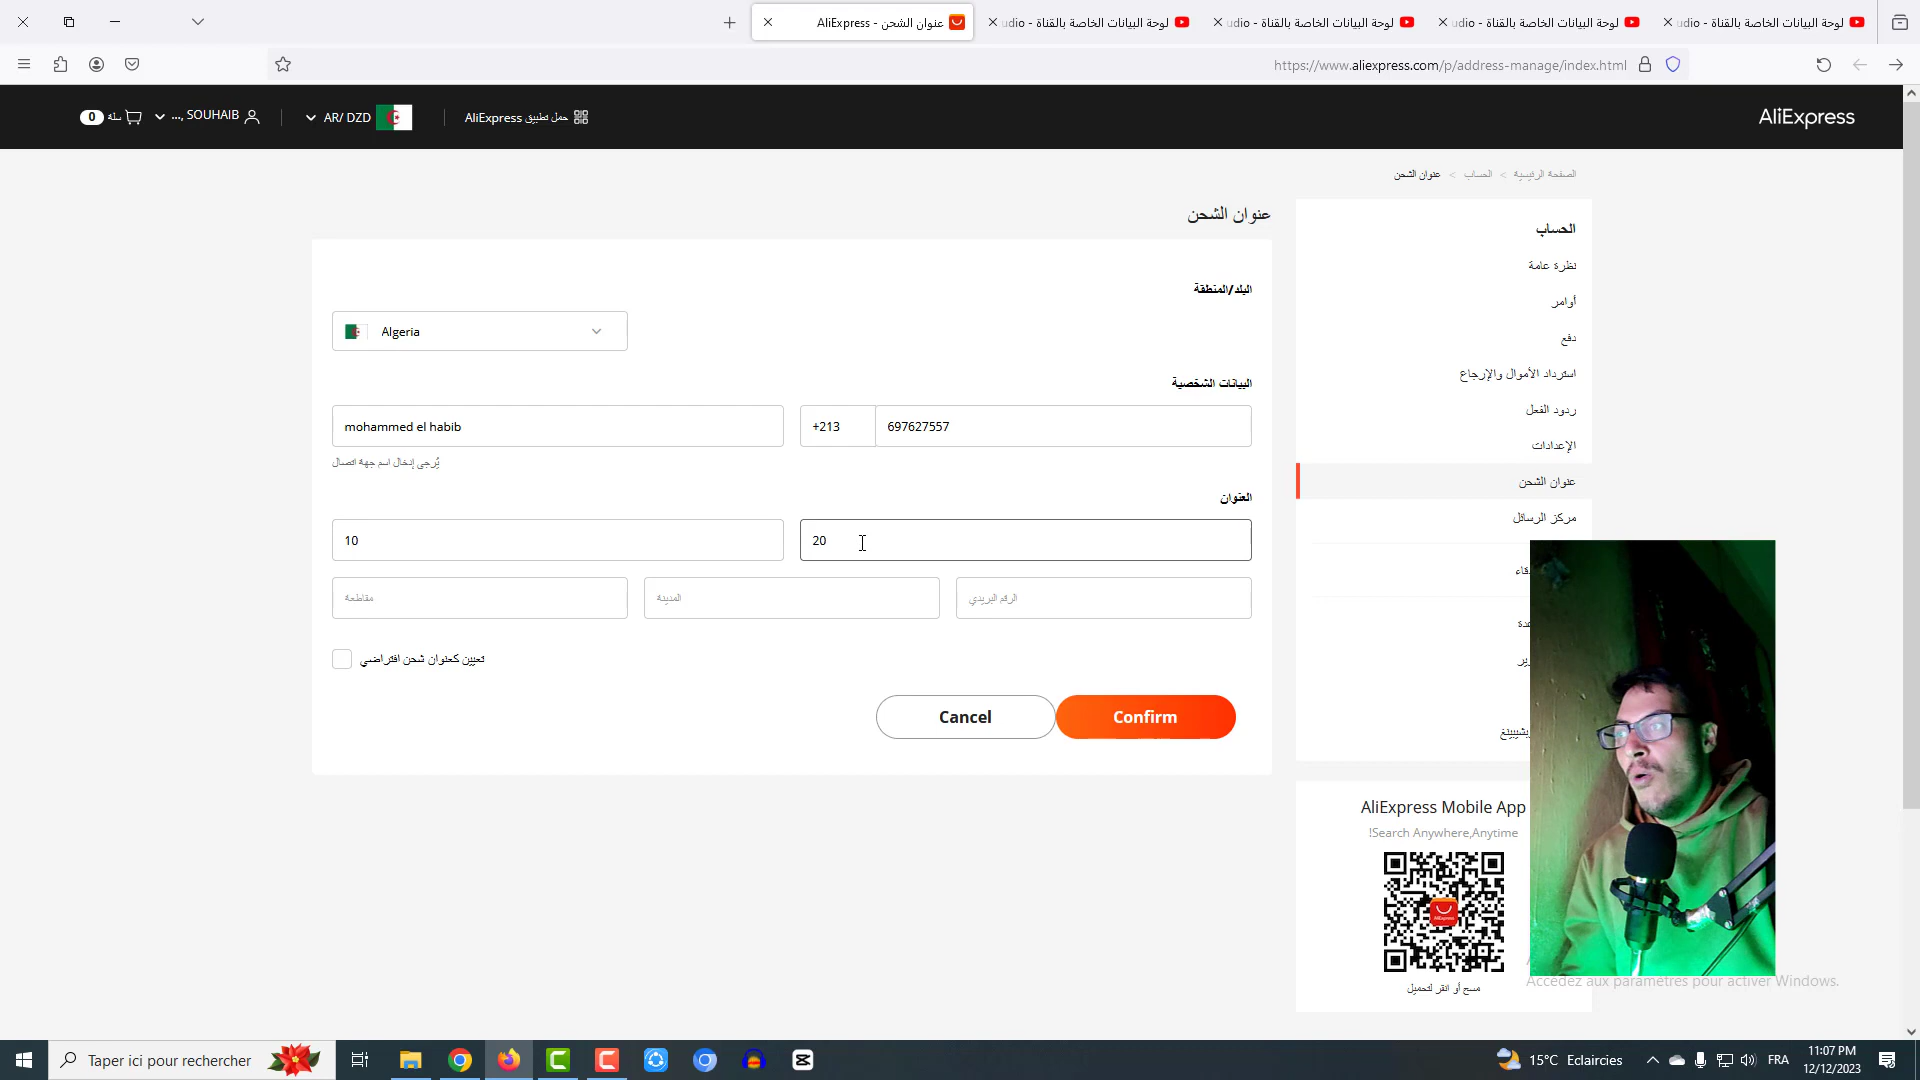 عنوان الشحن - AliExpress
لوحة البيانات الخاصة بالقناة - udio
لوحة البيانات الخاصة بالقناة - udio
لوحة البيانات الخاصة بالقناة - udio
لوحة البيانات الخاصة بالقناة - udio
https://www.aliexpress.com/p/address-manage/index.html
AliExpress
حمل تطبيق AliExpress
AR/ DZD
SOUHAIB, ...
سلة 0
الصفحة الرئيسية > الحساب > عنوان الشحن
عنوان الشحن
البلد/المنطقة
Algeria
البيانات الشخصية
mohammed el habib
+213
697627557
يُرجى إدخال اسم جهة اتصال
العنوان
10
20
مقاطعة
المدينة
الرقم البريدي
تعيين كعنوان شحن افتراضي
Cancel
Confirm
الحساب
نظرة عامة
أوامر
دفع
استرداد الأموال والإرجاع
ردود الفعل
الإعدادات
عنوان الشحن
مركز الرسائل
AliExpress Mobile App
Search Anywhere,Anytime!
مسح أو انقر لتحميل
Accédez aux paramètres pour activer Windows.
Taper ici pour rechercher
15°C Eclaircies
FRA
11:07 PM
12/12/2023